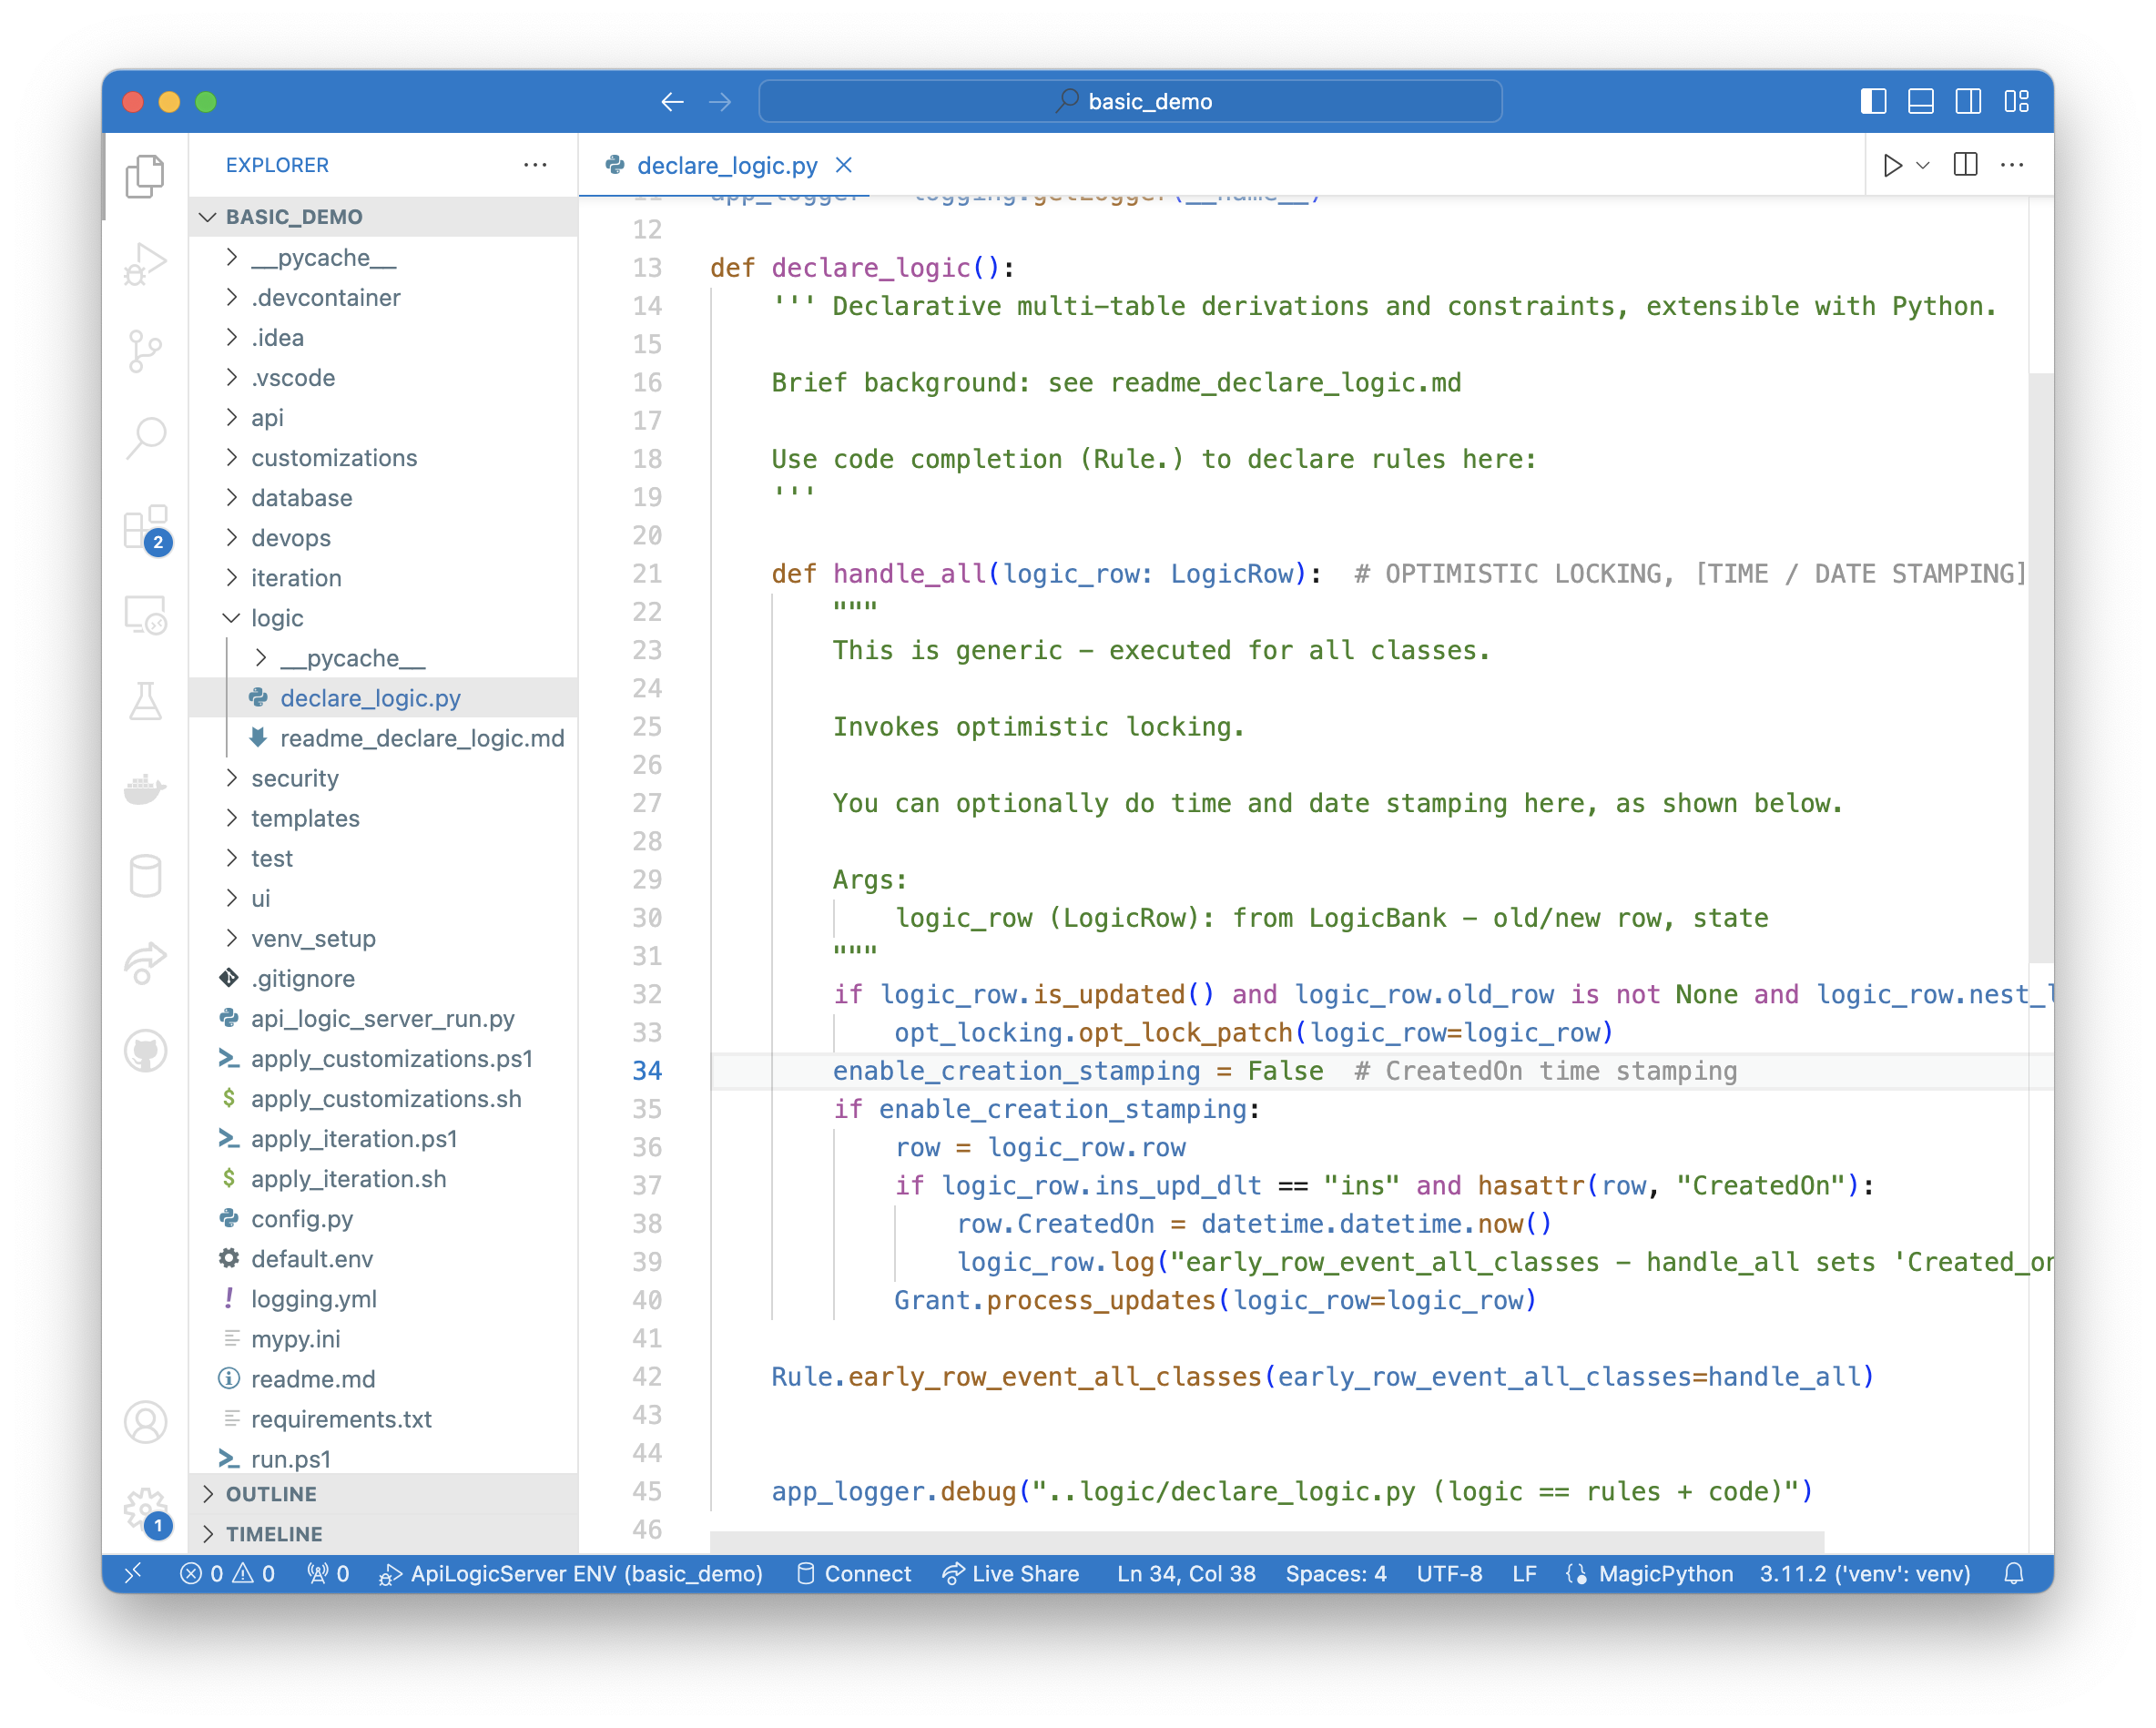 basic_demo
EXPLORER
BASIC_DEMO
__pycache__
.devcontainer
.idea
.vscode
api
customizations
database
devops
iteration
logic
__pycache__
declare_logic.py
readme_declare_logic.md
security
templates
test
ui
venv_setup
.gitignore
api_logic_server_run.py
apply_customizations.ps1
apply_customizations.sh
apply_iteration.ps1
apply_iteration.sh
config.py
default.env
logging.yml
mypy.ini
readme.md
requirements.txt
run.ps1
OUTLINE
TIMELINE
2
1
declare_logic.py
11 app_logger = logging.getLogger(__name__)
12
13 def declare_logic():
14 ''' Declarative multi-table derivations and constraints, extensible with Python.
15
16 Brief background: see readme_declare_logic.md
17
18 Use code completion (Rule.) to declare rules here:
19 '''
20
21 def handle_all(logic_row: LogicRow):  # OPTIMISTIC LOCKING, [TIME / DATE STAMPING]
22 """
23 This is generic - executed for all classes.
24
25 Invokes optimistic locking.
26
27 You can optionally do time and date stamping here, as shown below.
28
29 Args:
30 logic_row (LogicRow): from LogicBank - old/new row, state
31 """
32 if logic_row.is_updated() and logic_row.old_row is not None and logic_row.nest_l
33 opt_locking.opt_lock_patch(logic_row=logic_row)
34 enable_creation_stamping = False  # CreatedOn time stamping
35 if enable_creation_stamping:
36 row = logic_row.row
37 if logic_row.ins_upd_dlt == "ins" and hasattr(row, "CreatedOn"):
38 row.CreatedOn = datetime.datetime.now()
39 logic_row.log("early_row_event_all_classes - handle_all sets 'Created_on
40 Grant.process_updates(logic_row=logic_row)
41
42 Rule.early_row_event_all_classes(early_row_event_all_classes=handle_all)
43
44
45 app_logger.debug("..logic/declare_logic.py (logic == rules + code)")
46
0 0 0 ApiLogicServer ENV (basic_demo) Connect Live Share Ln 34, Col 38 Spaces: 4 UTF-8 LF MagicPython 3.11.2 ('venv': venv)